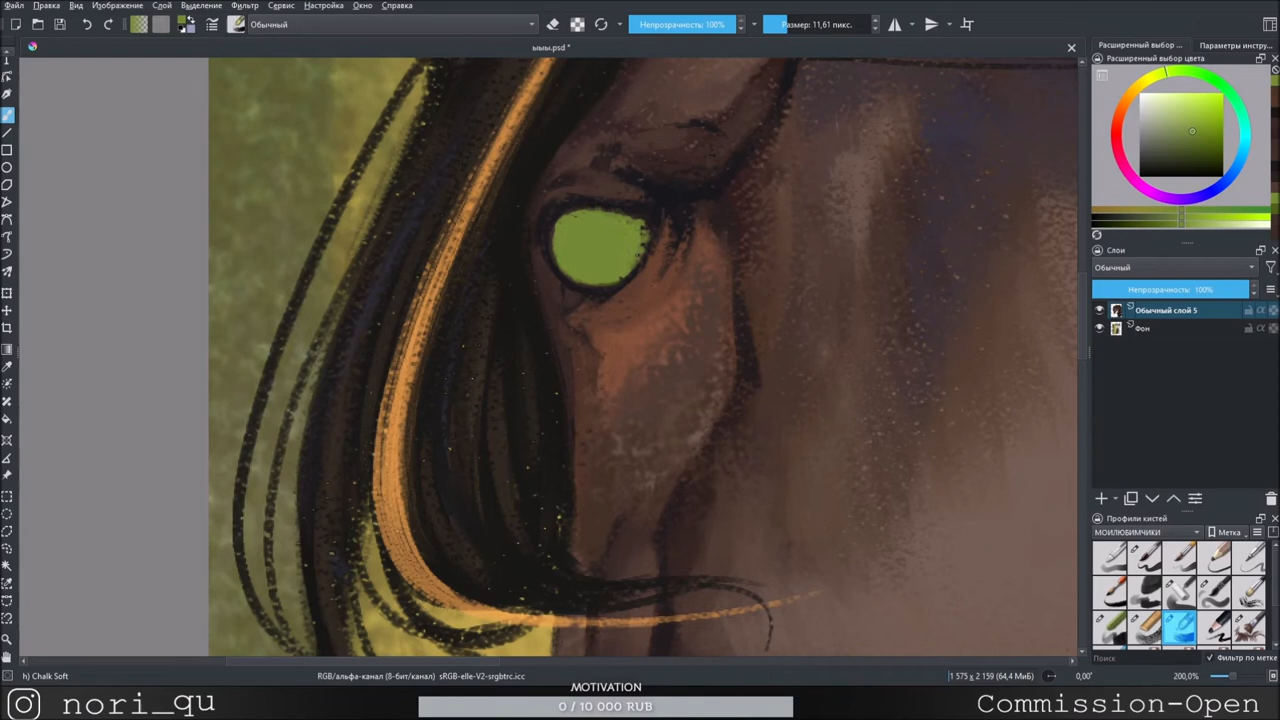 Файл Правка Вид Изображение Слой Выделение Фильтр Сервис Настройка Окно Справка
Обычный Непрозрачность: 100% Размер: 11,61 пикс.
ыыы.psd *
Расширенный выбор ... Параметры инстру...
Расширенный выбор цвета
Слои
Обычный
Непрозрачность: 100%
Обычный слой 5
Фон
Профили кистей
МОИЛЮБИМЧИКИ Метка
Поиск Фильтр по метке
h) Chalk Soft RGB/альфа-канал (8-бит/канал) sRGB-elle-V2-srgbtrc.icc 1 575 x 2 159 (64,4 МиБ) 0,00° 200,0%
nori_qu
MOTIVATION
0 / 10 000 RUB
Commission-Open